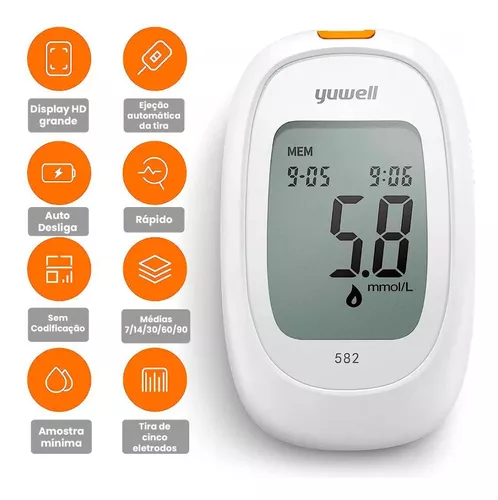 Display HD
grande
Ejeção
automática
da tira
Auto
Desliga
Rápido
Sem
Codificação
Médias
7/14/30/60/90
Amostra
mínima
Tira de
cinco
eletrodos
yuwell
MEM
9-05 9:06
5.8
mmol/L
582